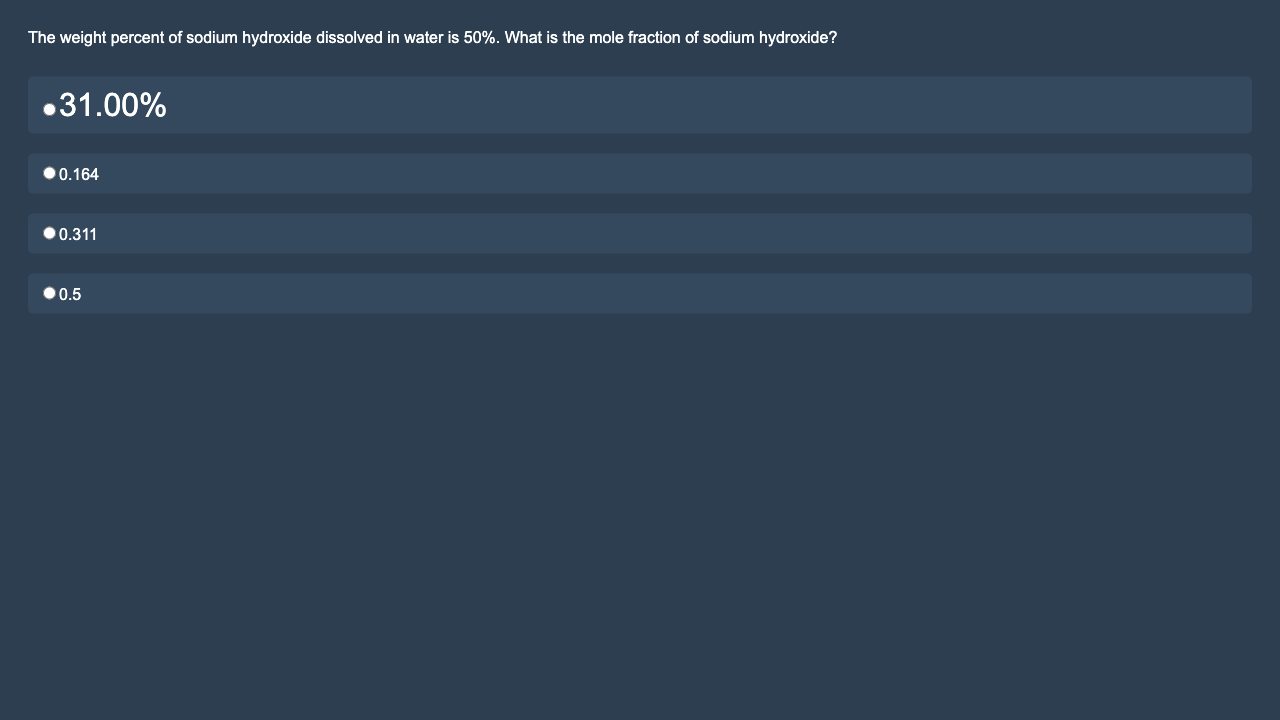 The weight percent of sodium hydroxide dissolved in water is 50%. What is the mole fraction of sodium hydroxide?
31.00%
0.164
0.311
0.5